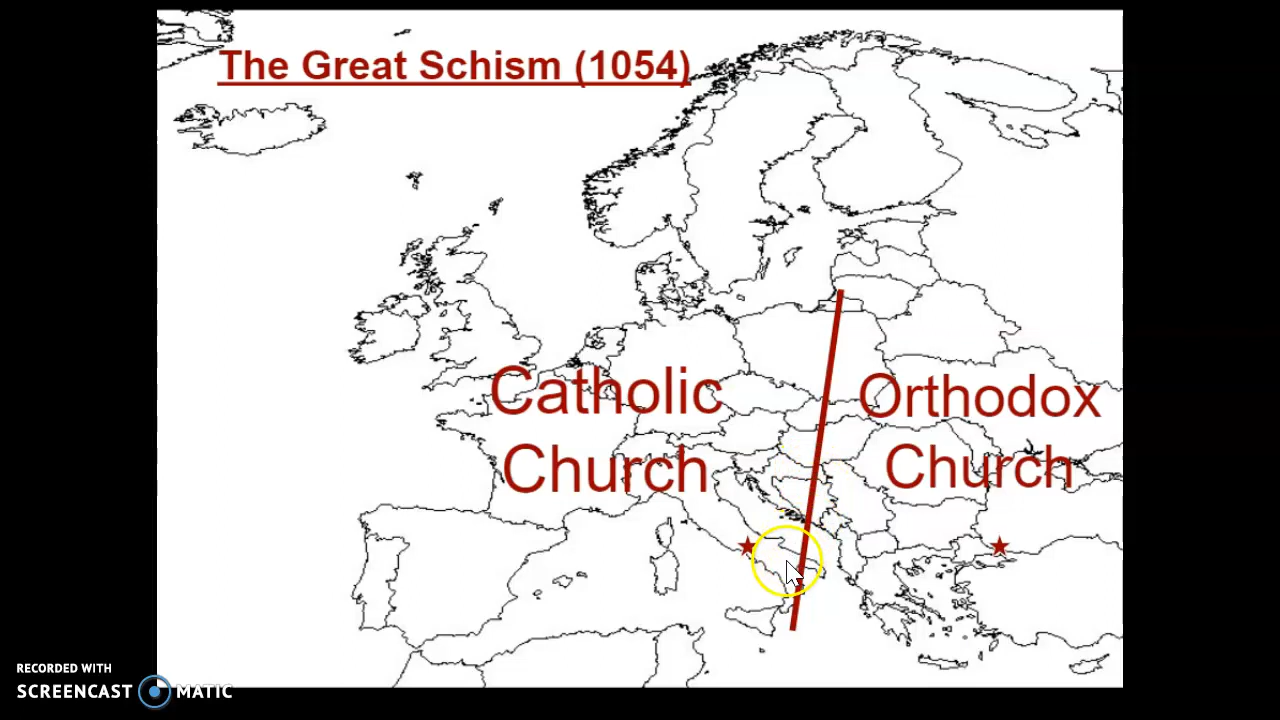 The Great Schism (1054)
Catholic
Church
Orthodox
Church
RECORDED WITH
SCREENCAST MATIC